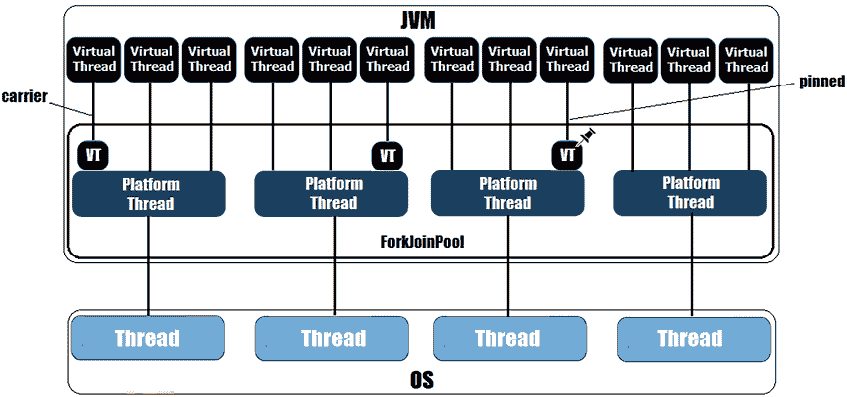 JVM
Virtual Virtual Virtual Virtual Virtual Virtual Virtual Virtual Virtual Virtual Virtual Virtual
Thread Thread Thread Thread Thread Thread Thread Thread Thread Thread Thread Thread
carrier
pinned
VT VT VT
Platform Platform Platform Platform
Thread Thread Thread Thread
ForkJoinPool
Thread Thread Thread Thread
OS